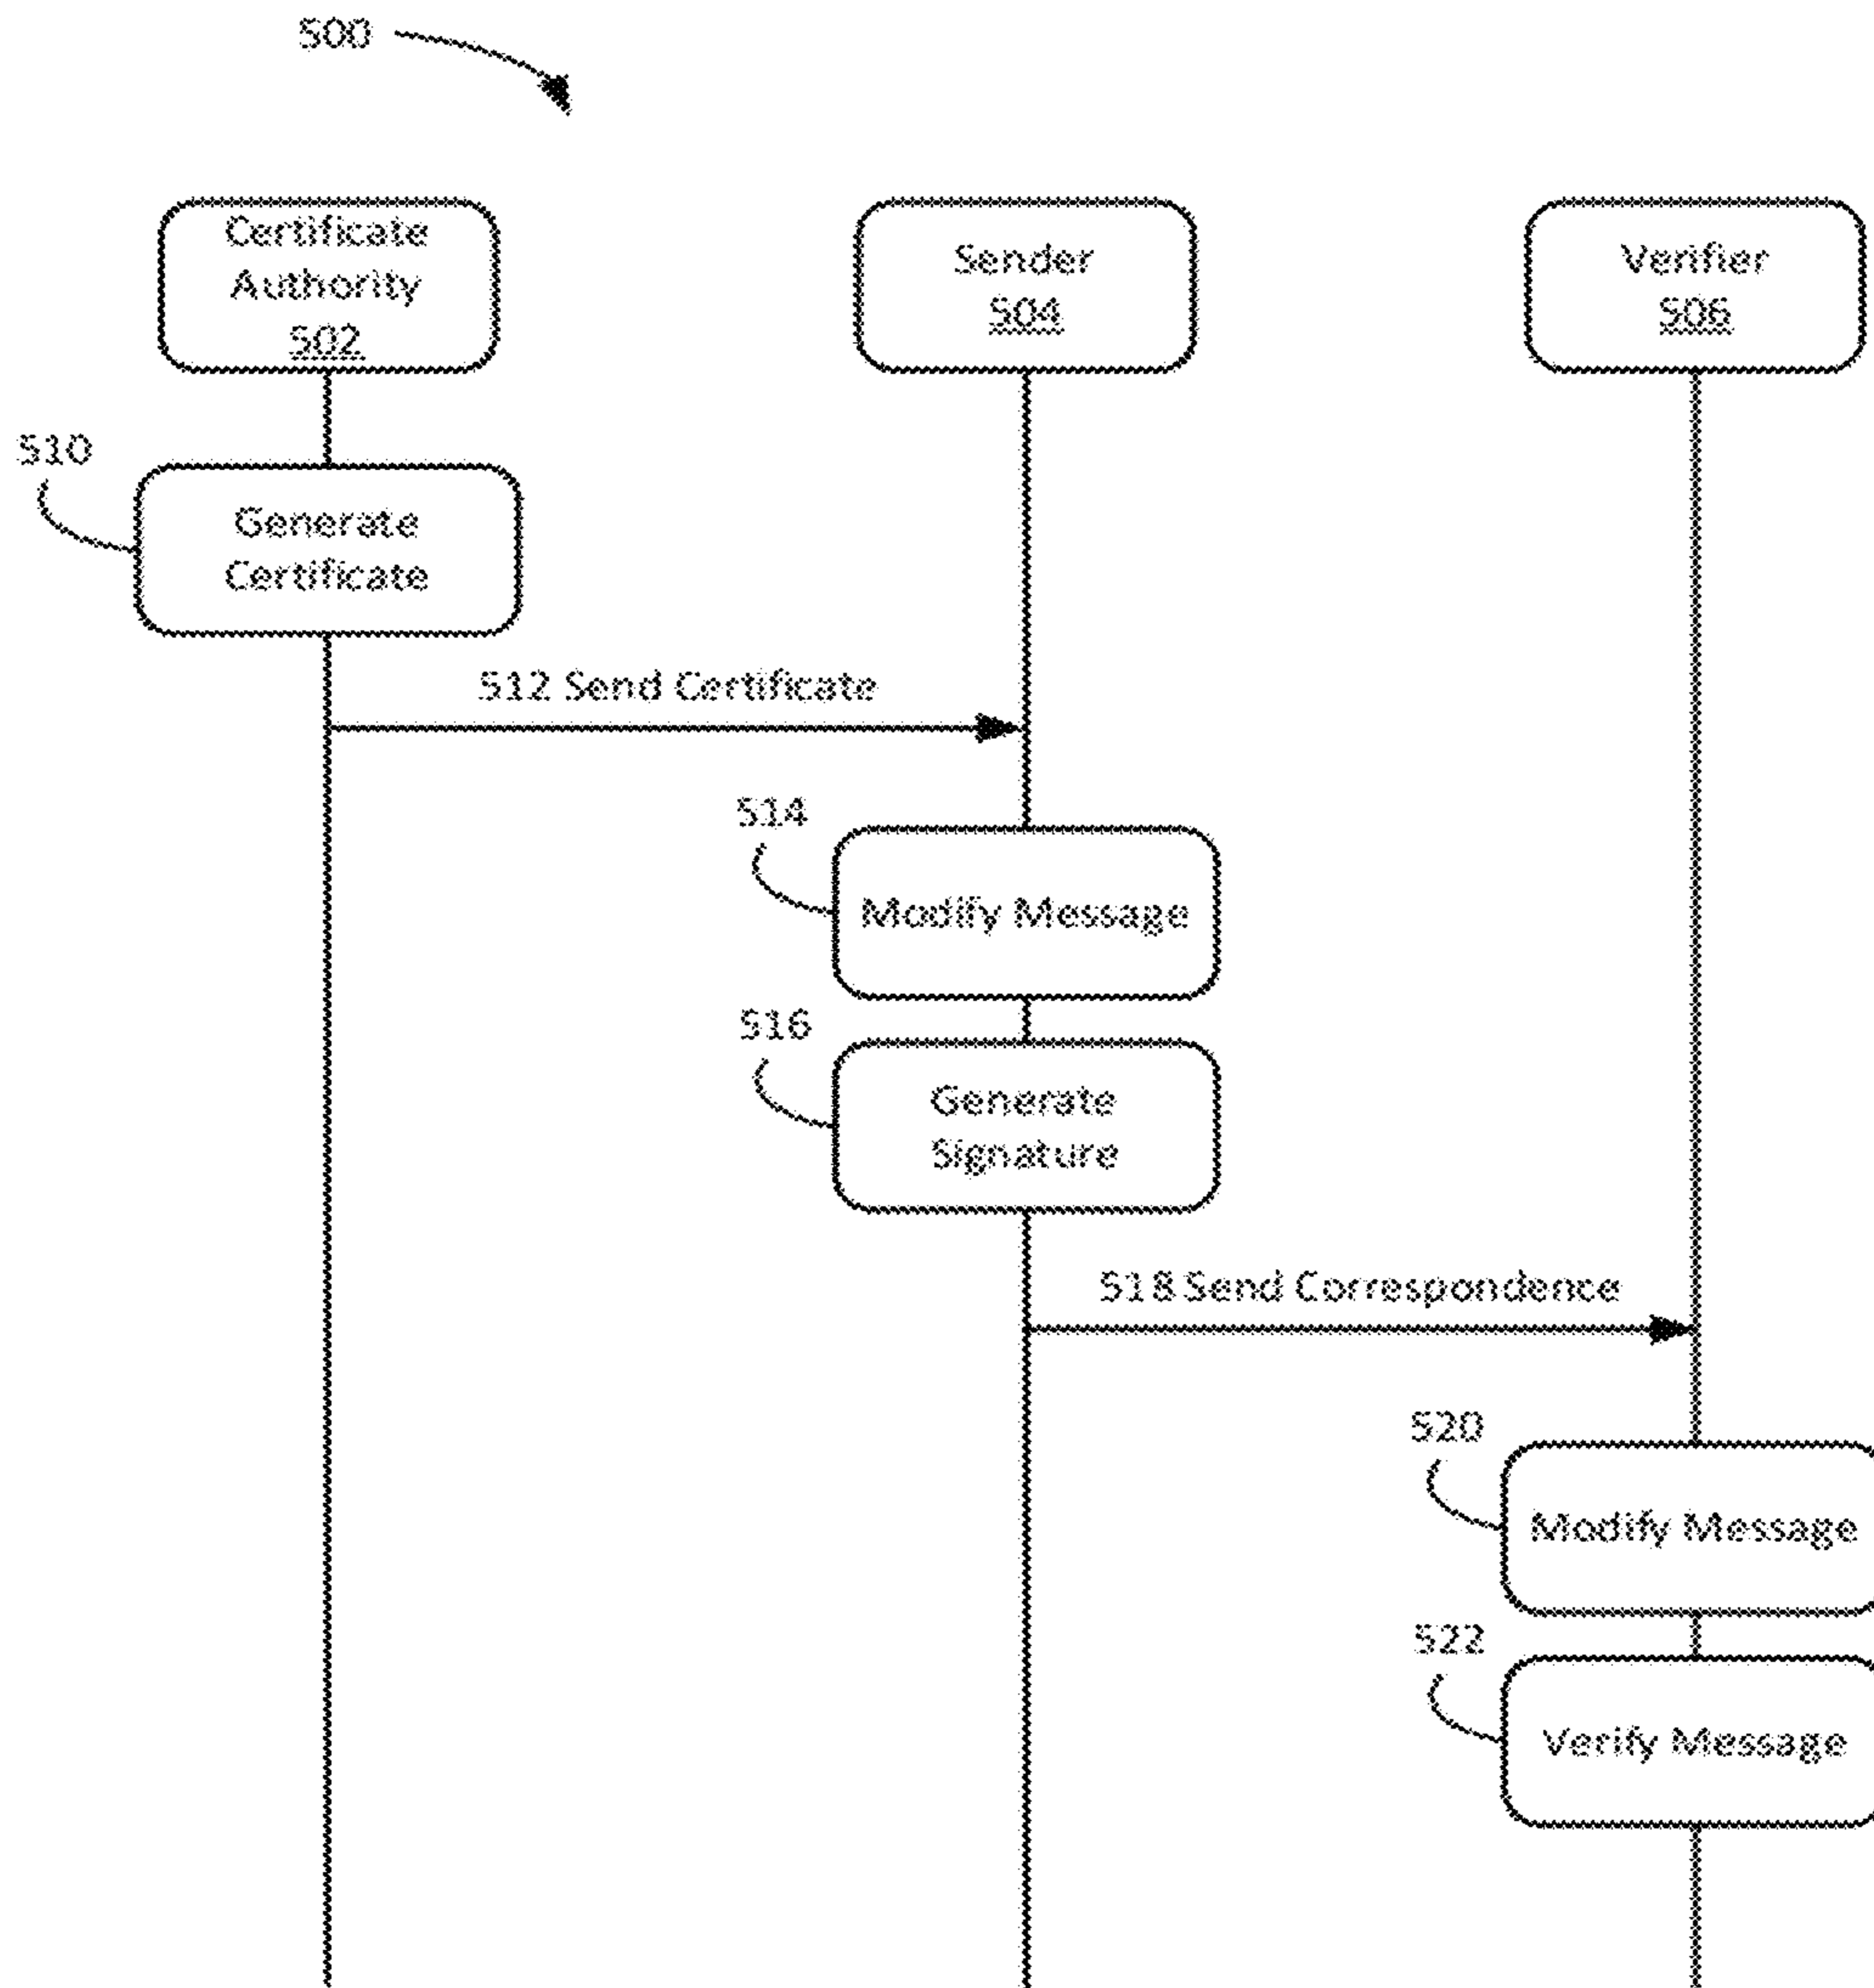 500
Certificate
Authority
502
Sender
504
Verifier
506
510
Generate
Certificate
512 Send Certificate
514
Modify Message
516
Generate
Signature
518 Send Correspondence
520
Modify Message
522
Verify Message